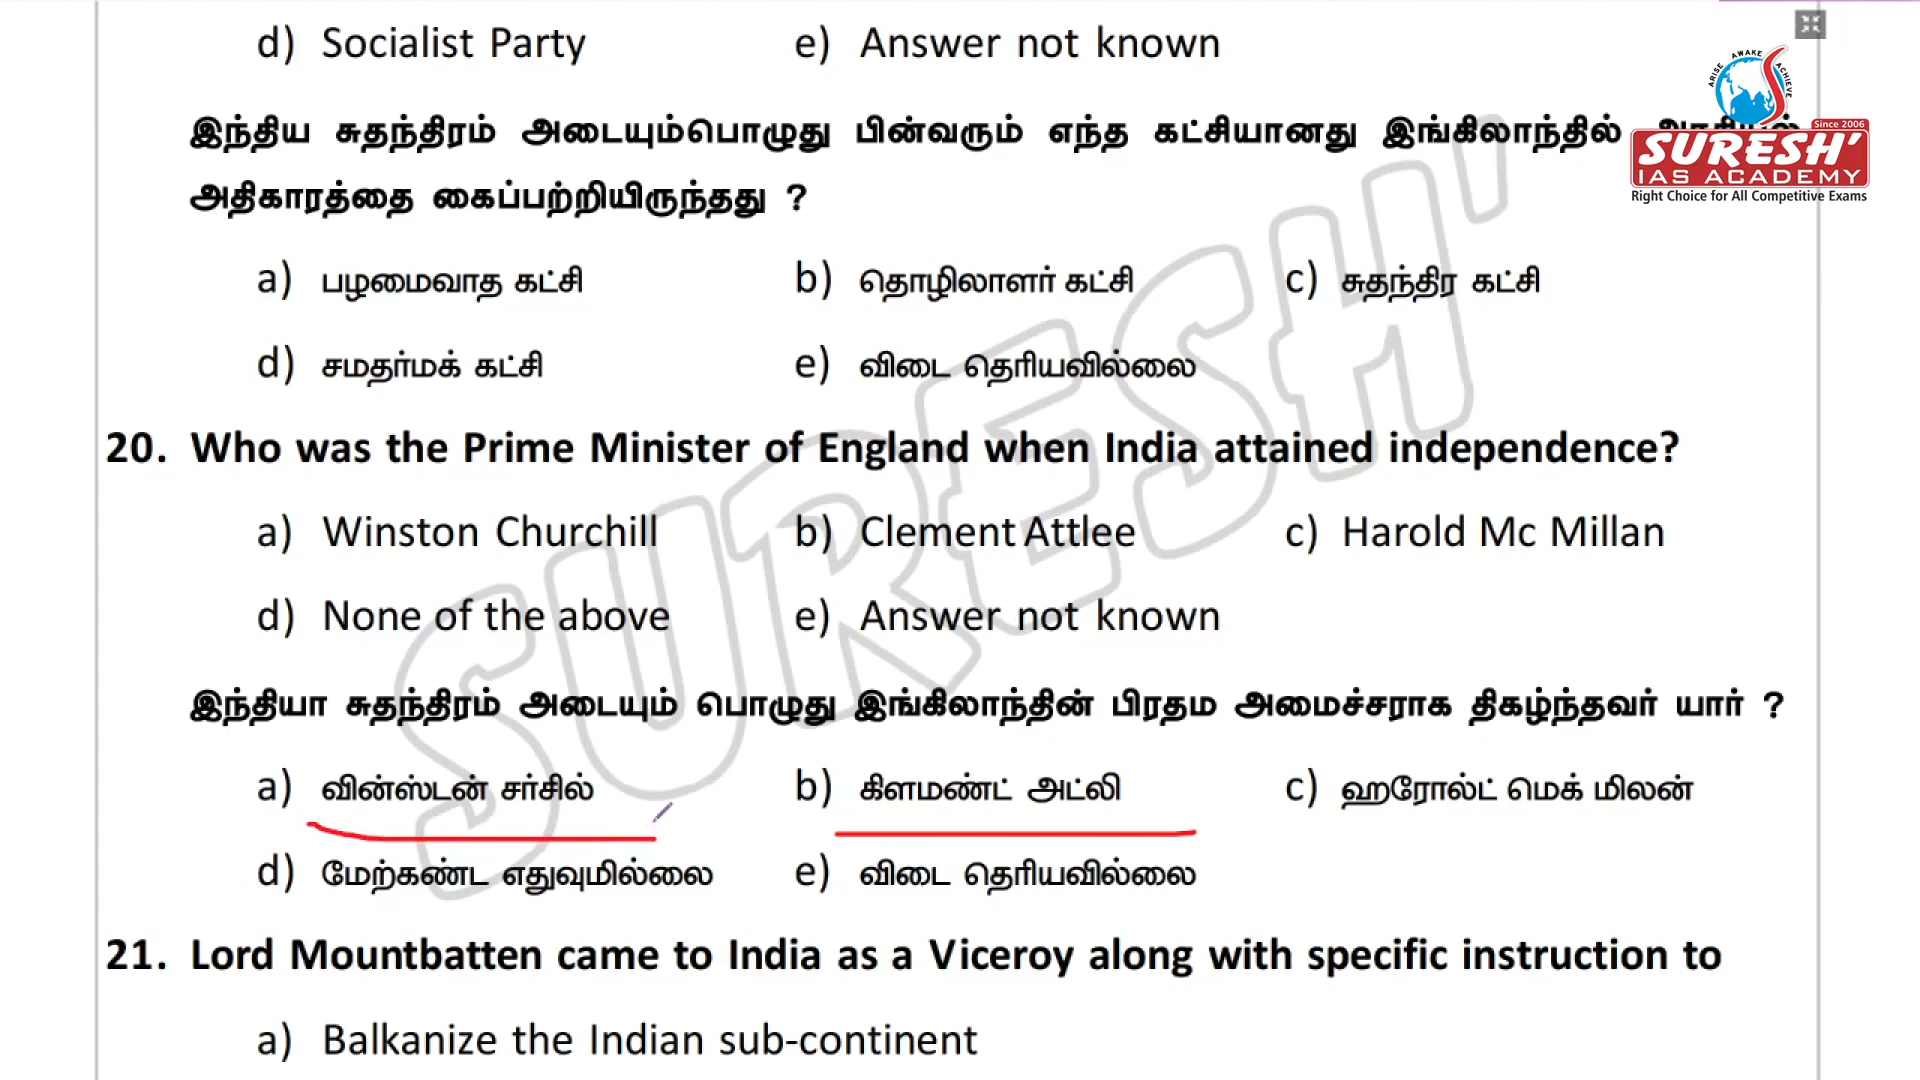 d) Socialist Party e) Answer not known
இந்திய சுதந்திரம் அடையும்பொழுது பின்வரும் எந்த கட்சியானது இங்கிலாந்தில்
அதிகாரத்தை கைப்பற்றியிருந்தது ?
a) பழமைவாத கட்சி b) தொழிலாளர் கட்சி c) சுதந்திர கட்சி
d) சமதர்மக் கட்சி e) விடை தெரியவில்லை
20. Who was the Prime Minister of England when India attained independence?
a) Winston Churchill b) Clement Attlee c) Harold Mc Millan
d) None of the above e) Answer not known
இந்தியா சுதந்திரம் அடையும் பொழுது இங்கிலாந்தின் பிரதம அமைச்சராக திகழ்ந்தவர் யார் ?
a) வின்ஸ்டன் சர்சில் b) கிளமண்ட் அட்லி c) ஹரோல்ட் மெக் மிலன்
d) மேற்கண்ட எதுவுமில்லை e) விடை தெரியவில்லை
21. Lord Mountbatten came to India as a Viceroy along with specific instruction to
a) Balkanize the Indian sub-continent
ARISE AWAKE ACHIEVE
Since 2006
SURESH'
IAS ACADEMY
Right Choice for All Competitive Exams
SURESH'